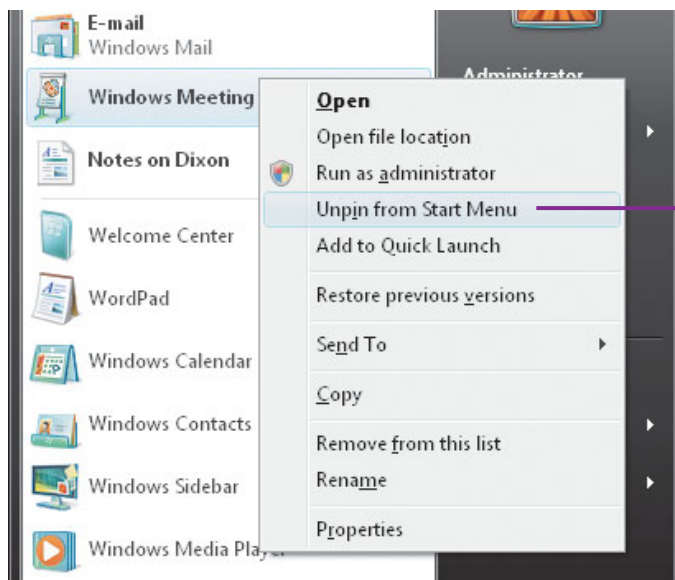 E-mail
Windows Mail
Windows Meeting
Notes on Dixon
Welcome Center
WordPad
Windows Calendar
Windows Contacts
Windows Sidebar
Windows Media Player
Administrator
Open
Open file location
Run as administrator
Unpin from Start Menu
Add to Quick Launch
Restore previous versions
Send To
Copy
Remove from this list
Rename
Properties